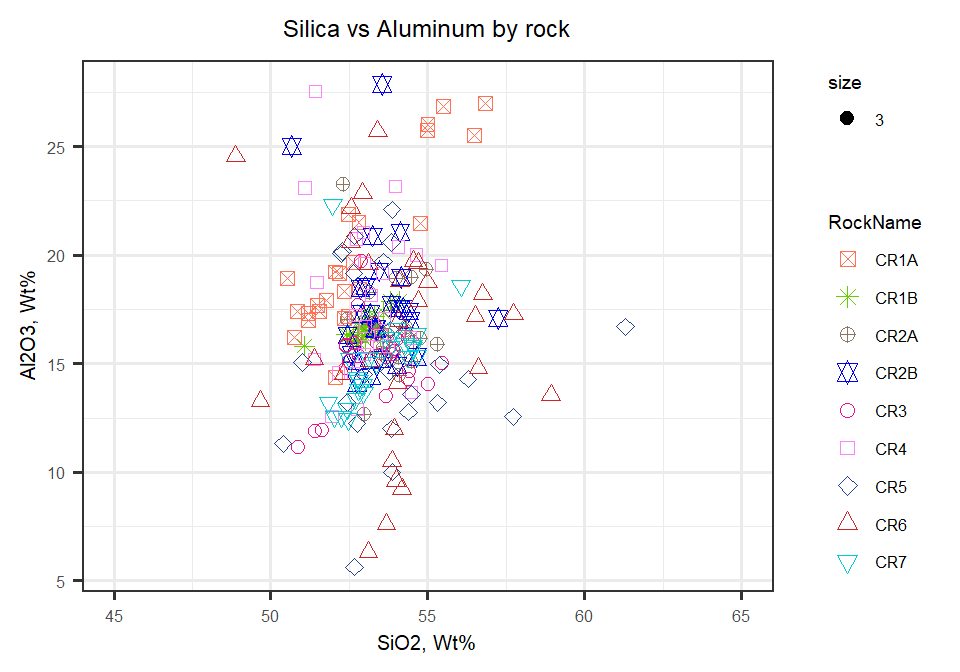 Silica vs Aluminum by rock
Al2O3, Wt%
25
20
15
10
5
45
50
55
60
65
SiO2, Wt%
size
3
RockName
CR1A
CR1B
CR2A
CR2B
CR3
CR4
CR5
CR6
CR7